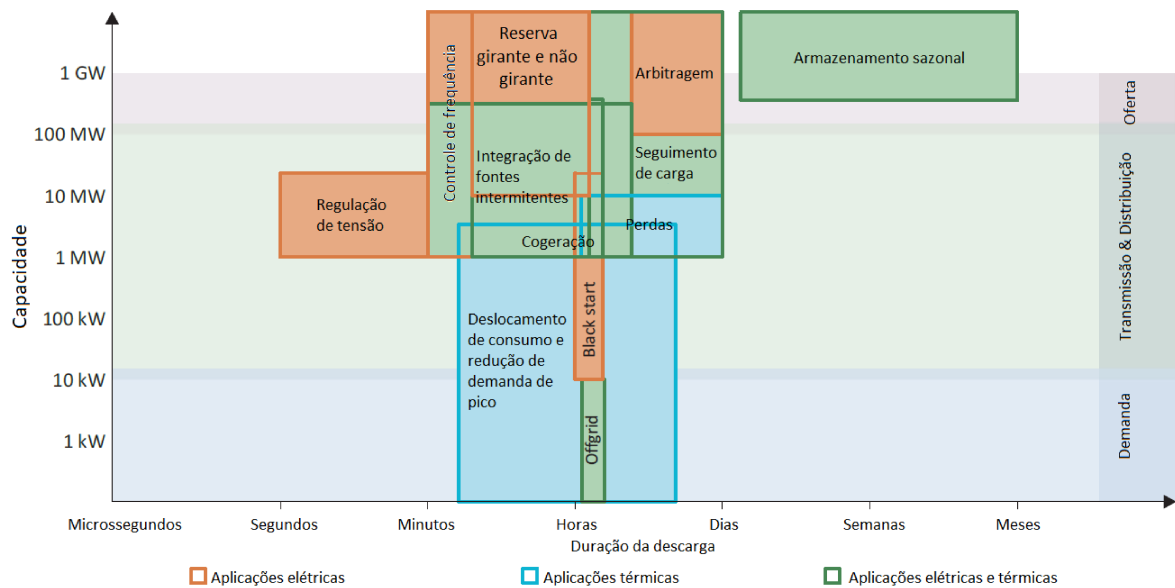 Capacidade
1 GW
100 MW
10 MW
1 MW
100 kW
10 kW
1 kW
Controle de frequência
Reserva
girante e não
girante
Arbitragem
Armazenamento sazonal
Oferta
Integração de
fontes
intermitentes
Seguimento
de carga
Regulação
de tensão
Perdas
Cogeração
Transmissão & Distribuição
Deslocamento
de consumo e
redução de
demanda de
pico
Black start
Offgrid
Demanda
Microssegundos
Segundos
Minutos
Horas
Dias
Semanas
Meses
Duração da descarga
Aplicações elétricas
Aplicações térmicas
Aplicações elétricas e térmicas